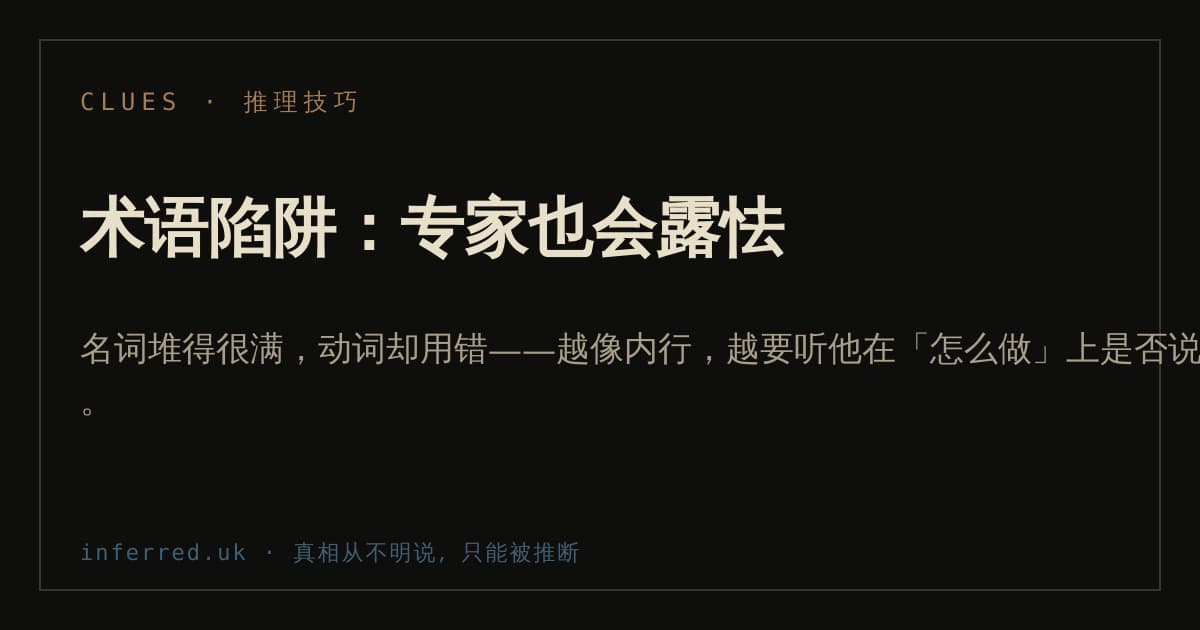 CLUES · 推理技巧
术语陷阱：专家也会露怯
名词堆得很满，动词却用错——越像内行，越要听他在「怎么做」上是否说
。
inferred.uk · 真相从不明说，只能被推断